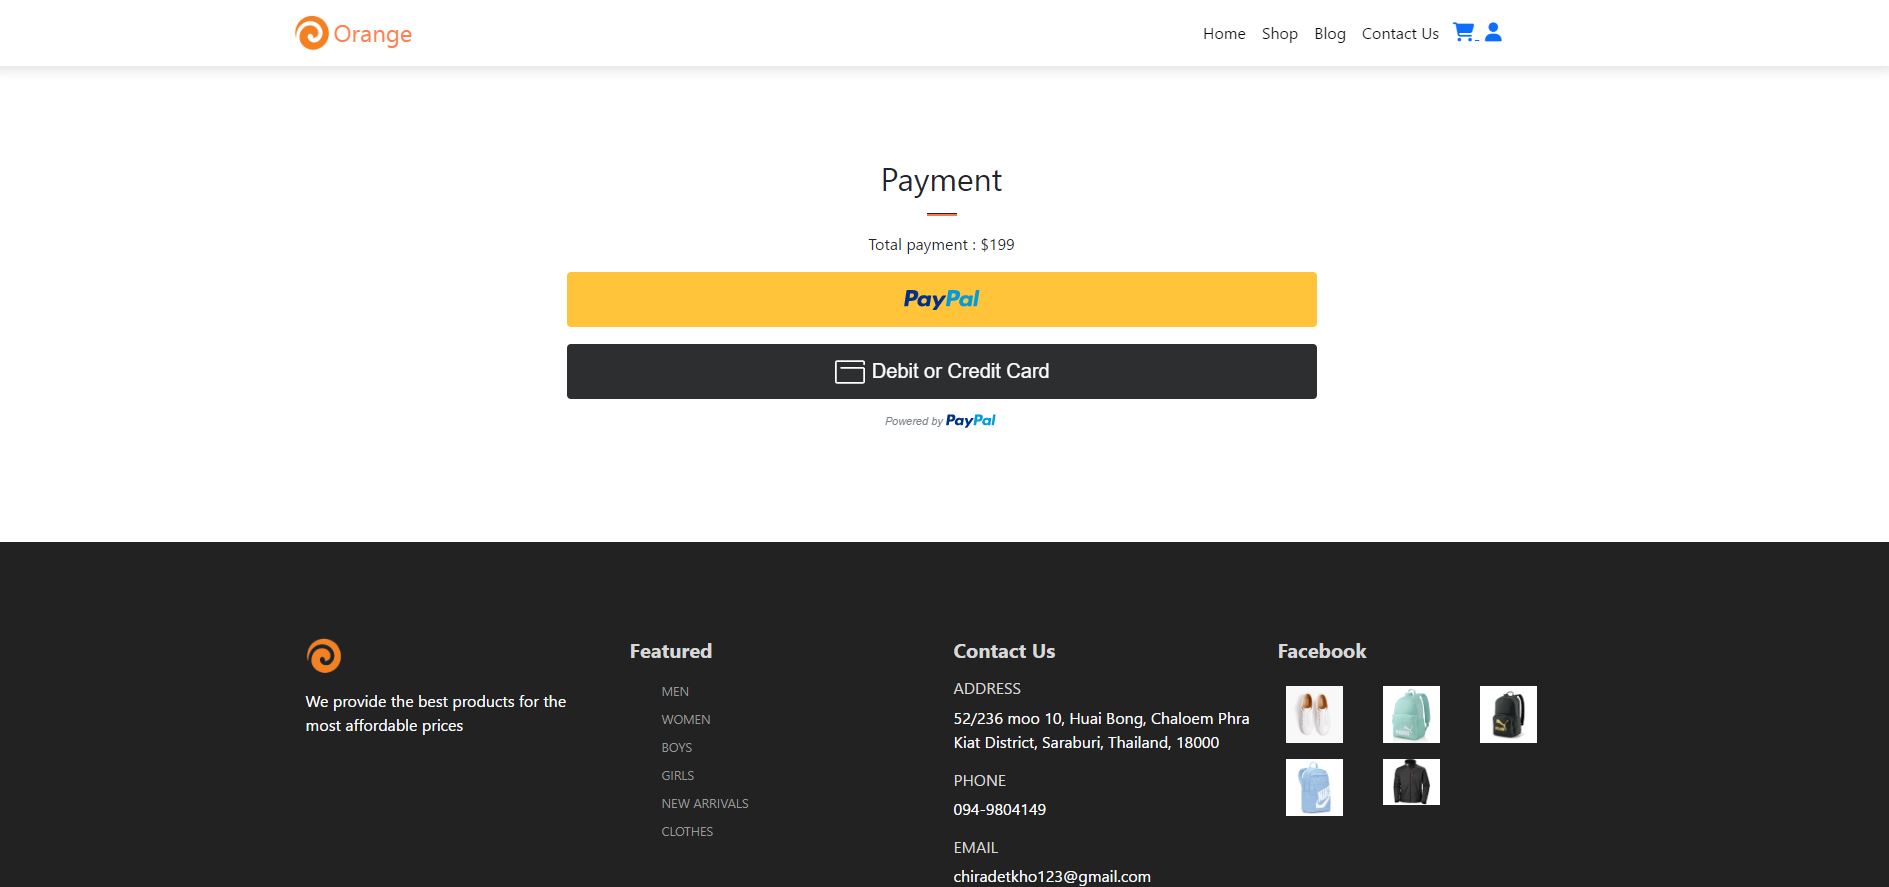 Orange
Home
Shop
Blog
Contact Us
Payment
Total payment : $199
PayPal
Debit or Credit Card
Powered by PayPal
We provide the best products for the
most affordable prices
Featured
MEN
WOMEN
BOYS
GIRLS
NEW ARRIVALS
CLOTHES
Contact Us
ADDRESS
52/236 moo 10, Huai Bong, Chaloem Phra
Kiat District, Saraburi, Thailand, 18000
PHONE
094-9804149
EMAIL
chiradetkho123@gmail.com
Facebook